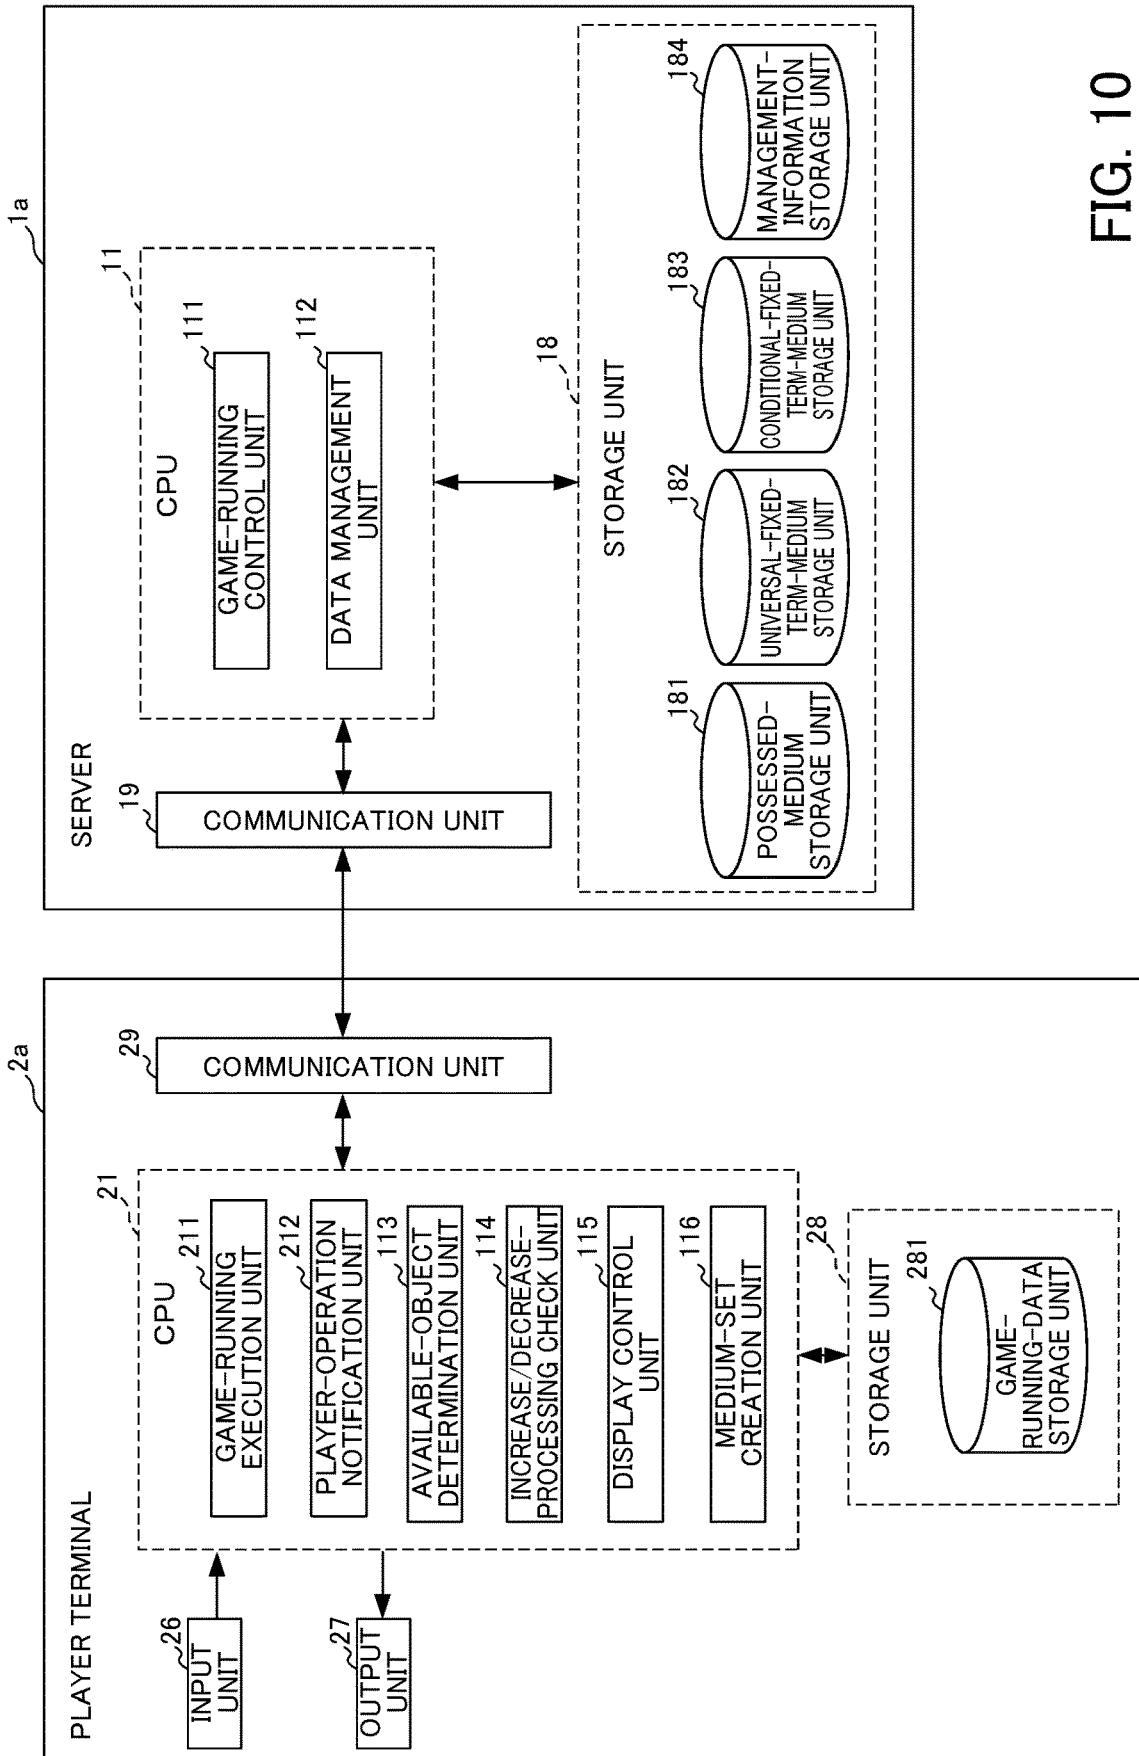 PLAYER TERMINAL
2a
26
INPUT
UNIT
27
OUTPUT
UNIT
21
CPU
211
GAME-RUNNING
EXECUTION UNIT
212
PLAYER-OPERATION
NOTIFICATION UNIT
113
AVAILABLE-OBJECT
DETERMINATION UNIT
114
INCREASE/DECREASE-
PROCESSING CHECK UNIT
115
DISPLAY CONTROL
UNIT
116
MEDIUM-SET
CREATION UNIT
28
STORAGE UNIT
281
GAME-
RUNNING-DATA
STORAGE UNIT
29
COMMUNICATION UNIT
SERVER
1a
19
COMMUNICATION UNIT
11
CPU
111
GAME-RUNNING
CONTROL UNIT
112
DATA MANAGEMENT
UNIT
18
STORAGE UNIT
181
POSSESSED-
MEDIUM
STORAGE UNIT
182
UNIVERSAL-FIXED-
TERM-MEDIUM
STORAGE UNIT
183
CONDITIONAL-FIXED-
TERM-MEDIUM
STORAGE UNIT
184
MANAGEMENT-
INFORMATION
STORAGE UNIT
FIG. 10